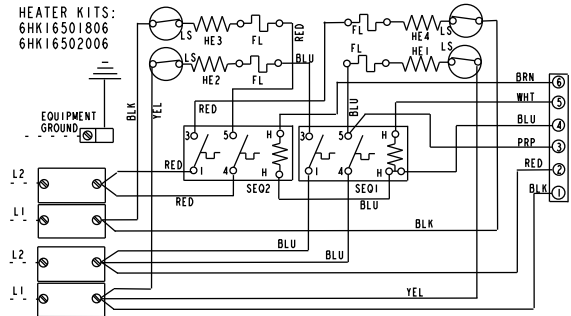 HEATER KITS:
6HK16501806
6HK16502006
LS
HE3
FL
RED
FL
HE4
LS
LS
HE2
FL
BLU
FL
HE1
LS
BLK
YEL
RED
BLU
BRN
6
WHT
5
BLU
4
PRP
3
RED
2
BLK
1
EQUIPMENT
GROUND
3
5
H
3
5
H
RED
1
4
H
SEQ2
1
4
H
H
SEQ1
BLU
L2
RED
L1
BLK
L2
BLU
BLU
L1
YEL